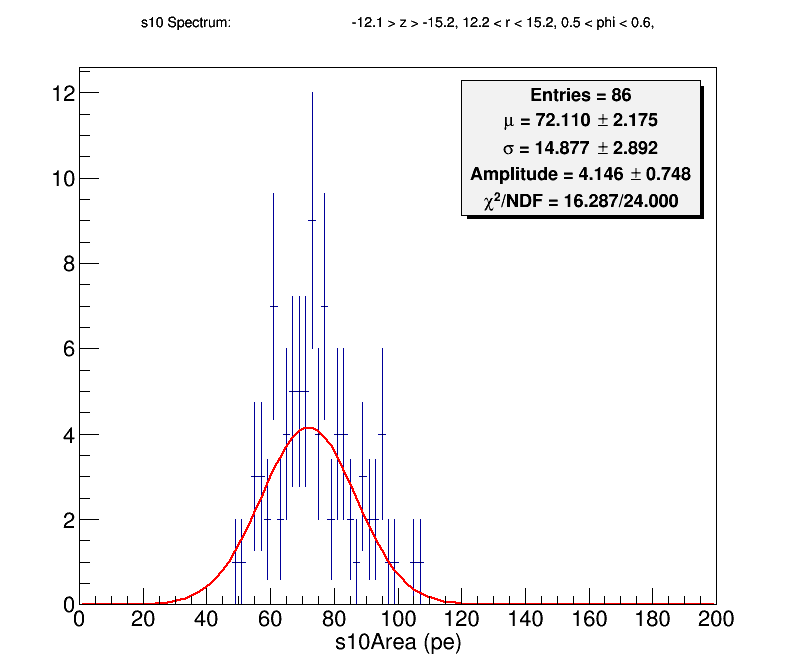 s10 Spectrum: -12.1 > z > -15.2, 12.2 < r < 15.2, 0.5 < phi < 0.6,
Entries = 86
μ = 72.110 ± 2.175
σ = 14.877 ± 2.892
Amplitude = 4.146 ± 0.748
χ²/NDF = 16.287/24.000
12
10
8
6
4
2
0
0 20 40 60 80 100 120 140 160 180 200
s10Area (pe)